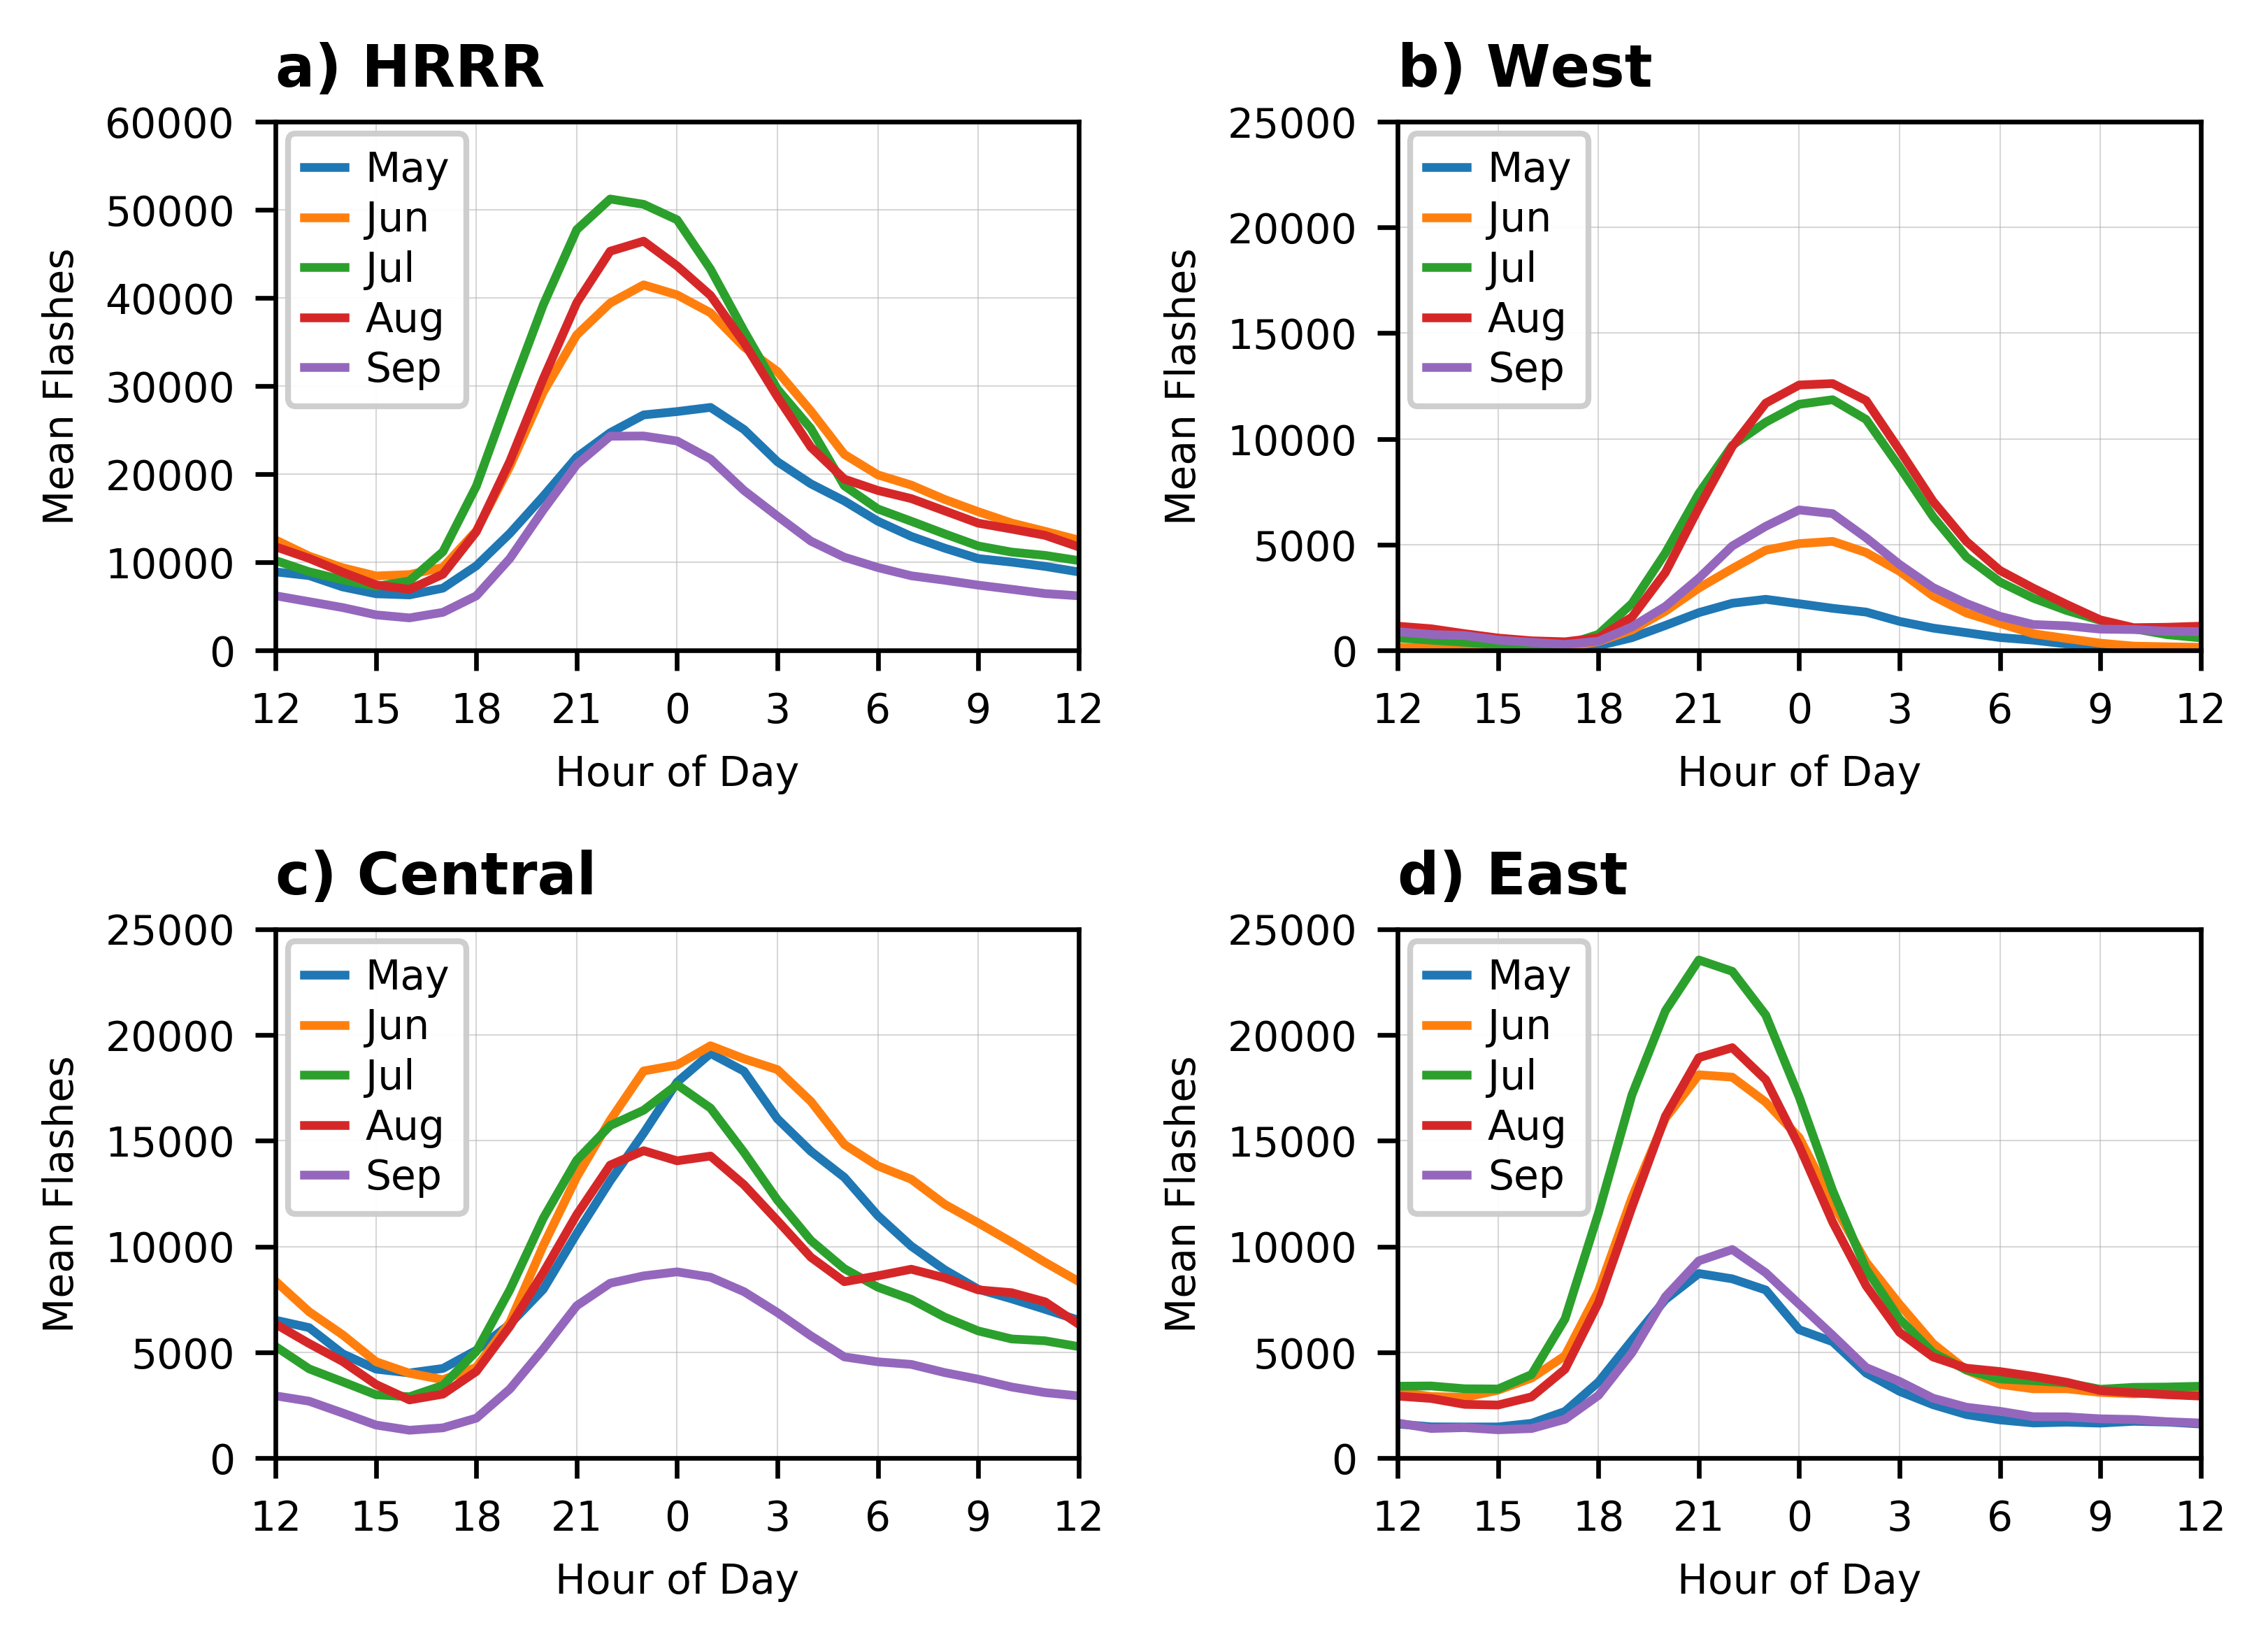 a) HRRR
60000
50000
40000
30000
20000
10000
0
Mean Flashes
May
Jun
Jul
Aug
Sep
12 15 18 21 0 3 6 9 12
Hour of Day
b) West
25000
20000
15000
10000
5000
0
Mean Flashes
May
Jun
Jul
Aug
Sep
12 15 18 21 0 3 6 9 12
Hour of Day
c) Central
25000
20000
15000
10000
5000
0
Mean Flashes
May
Jun
Jul
Aug
Sep
12 15 18 21 0 3 6 9 12
Hour of Day
d) East
25000
20000
15000
10000
5000
0
Mean Flashes
May
Jun
Jul
Aug
Sep
12 15 18 21 0 3 6 9 12
Hour of Day